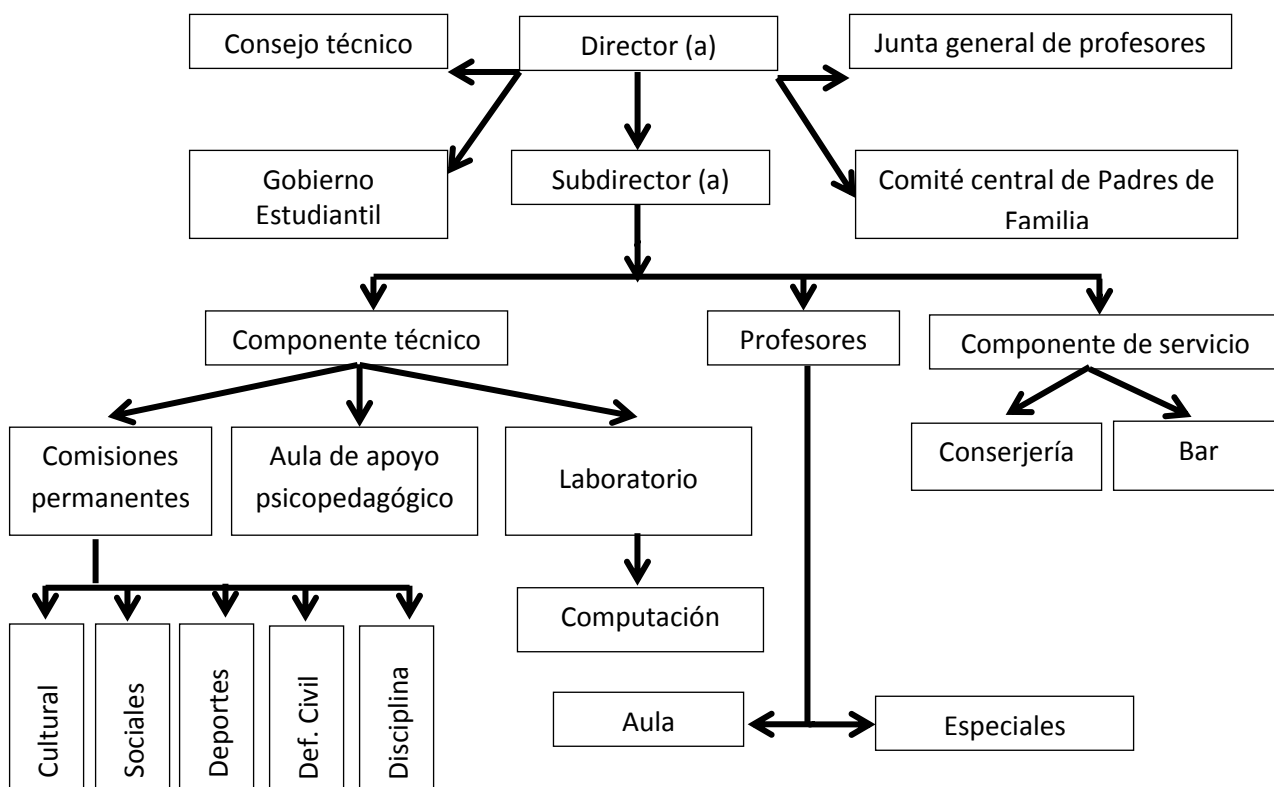 Consejo técnico
Director (a)
Junta general de profesores
Gobierno
Estudiantil
Subdirector (a)
Comité central de Padres de
Familia
Componente técnico
Profesores
Componente de servicio
Comisiones
permanentes
Aula de apoyo
psicopedagógico
Laboratorio
Conserjería
Bar
Computación
Cultural
Sociales
Deportes
Def. Civil
Disciplina
Aula
Especiales